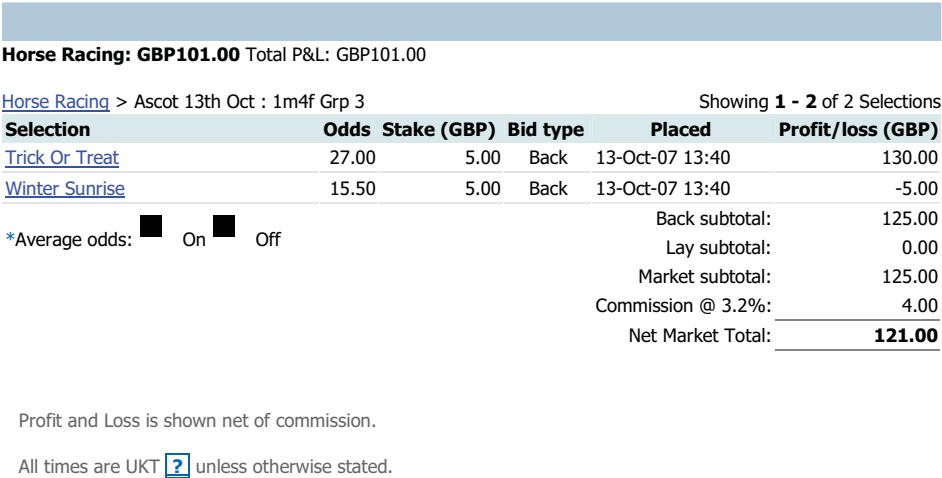 Horse Racing: GBP101.00 Total P&L: GBP101.00
Horse Racing > Ascot 13th Oct : 1m4f Grp 3 Showing 1 - 2 of 2 Selections
Selection Odds Stake (GBP) Bid type Placed Profit/loss (GBP)
Trick Or Treat 27.00 5.00 Back 13-Oct-07 13:40 130.00
Winter Sunrise 15.50 5.00 Back 13-Oct-07 13:40 -5.00
*Average odds: On Off
Back subtotal: 125.00
Lay subtotal: 0.00
Market subtotal: 125.00
Commission @ 3.2%: 4.00
Net Market Total: 121.00
Profit and Loss is shown net of commission.
All times are UKT ? unless otherwise stated.